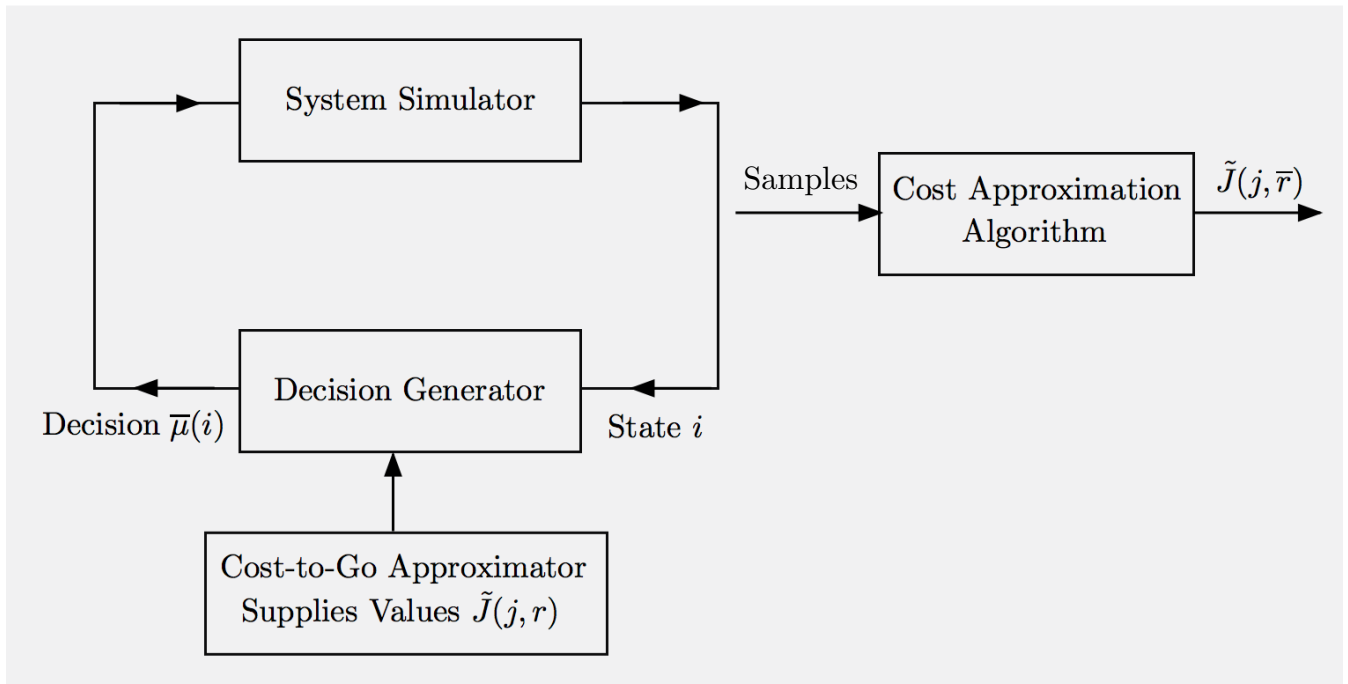 System Simulator
Samples
Cost Approximation
Algorithm
J̃(j, r̅)
Decision Generator
Decision μ̅(i)
State i
Cost-to-Go Approximator
Supplies Values J̃(j, r)